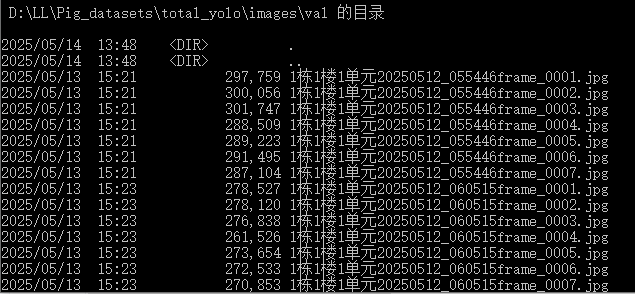 D:\LL\Pig_datasets\total_yolo\images\val 的目录
2025/05/14  13:48    <DIR>          .
2025/05/14  13:48    <DIR>          ..
2025/05/13  15:21           297,759 1栋1楼1单元20250512_055446frame_0001.jpg
2025/05/13  15:21           300,056 1栋1楼1单元20250512_055446frame_0002.jpg
2025/05/13  15:21           301,747 1栋1楼1单元20250512_055446frame_0003.jpg
2025/05/13  15:21           288,509 1栋1楼1单元20250512_055446frame_0004.jpg
2025/05/13  15:21           289,223 1栋1楼1单元20250512_055446frame_0005.jpg
2025/05/13  15:21           291,495 1栋1楼1单元20250512_055446frame_0006.jpg
2025/05/13  15:21           287,104 1栋1楼1单元20250512_055446frame_0007.jpg
2025/05/13  15:23           278,527 1栋1楼1单元20250512_060515frame_0001.jpg
2025/05/13  15:23           278,120 1栋1楼1单元20250512_060515frame_0002.jpg
2025/05/13  15:23           276,838 1栋1楼1单元20250512_060515frame_0003.jpg
2025/05/13  15:23           261,526 1栋1楼1单元20250512_060515frame_0004.jpg
2025/05/13  15:23           273,654 1栋1楼1单元20250512_060515frame_0005.jpg
2025/05/13  15:23           272,533 1栋1楼1单元20250512_060515frame_0006.jpg
2025/05/13  15:23           270,853 1栋1楼1单元20250512_060515frame_0007.jpg